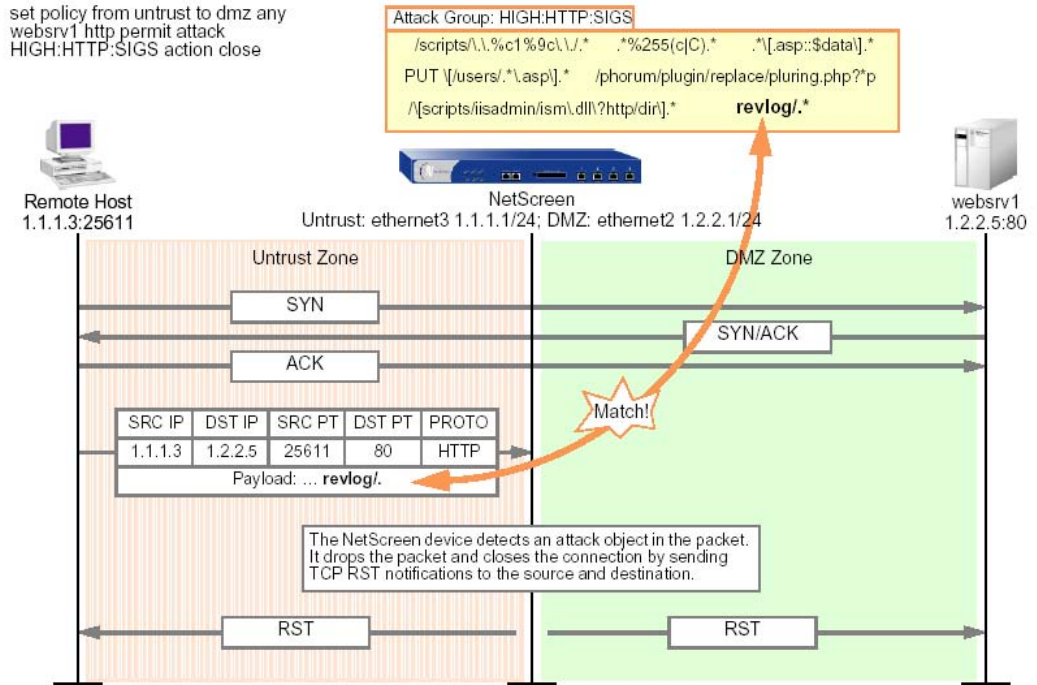 set policy from untrust to dmz any
websrv1 http permit attack
HIGH:HTTP:SIGS action close
Attack Group: HIGH:HTTP:SIGS
/scripts/\.\.%c1%9c\.\./.* .*%255(c|C).* .*\[.asp::$data\].*
PUT \[/users/.*\.asp\].* /phorum/plugin/replace/pluring.php?*p
/\[scripts/iisadmin/ism\.dll\?http/dir\].* revlog/.*
Remote Host
1.1.1.3:25611
NetScreen
Untrust: ethernet3 1.1.1.1/24; DMZ: ethernet2 1.2.2.1/24
websrv1
1.2.2.5:80
Untrust Zone
DMZ Zone
SYN
SYN/ACK
ACK
Match!
SRC IP DST IP SRC PT DST PT PROTO
1.1.1.3 1.2.2.5 25611 80 HTTP
Payload: ... revlog/.
The NetScreen device detects an attack object in the packet.
It drops the packet and closes the connection by sending
TCP RST notifications to the source and destination.
RST
RST